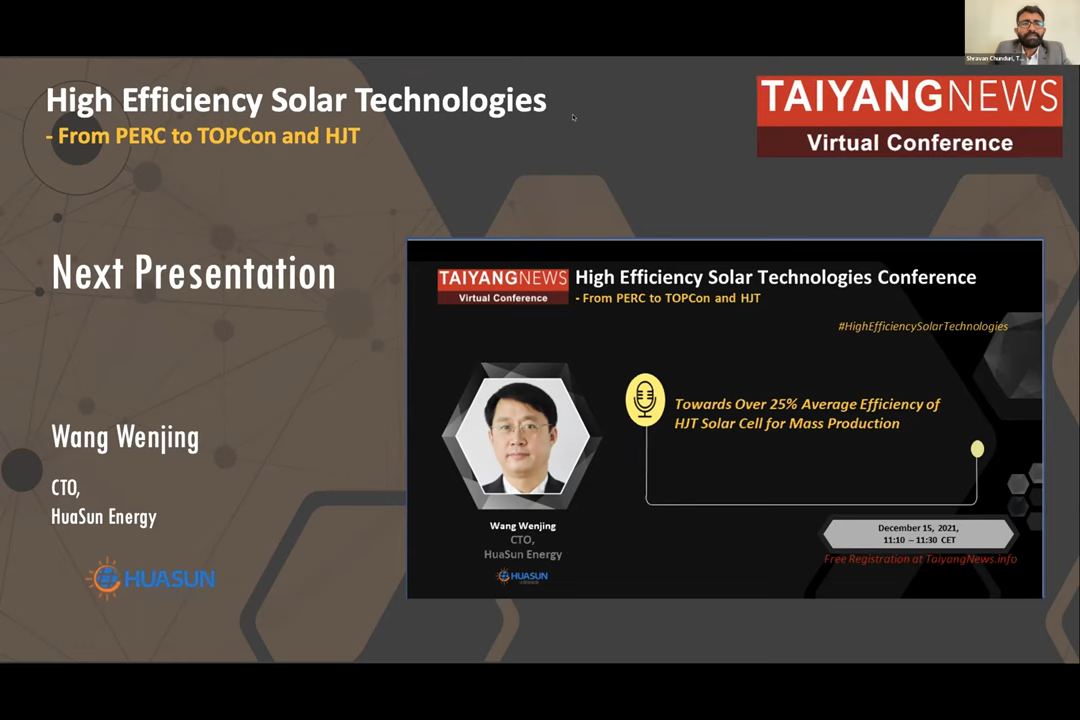 Shravan Chunduri, T...
High Efficiency Solar Technologies
- From PERC to TOPCon and HJT
TAIYANGNEWS
Virtual Conference
Next Presentation
Wang Wenjing
CTO,
HuaSun Energy
HUASUN
TAIYANGNEWS
Virtual Conference
High Efficiency Solar Technologies Conference
- From PERC to TOPCon and HJT
#HighEfficiencySolarTechnologies
Towards Over 25% Average Efficiency of
HJT Solar Cell for Mass Production
Wang Wenjing
CTO,
HuaSun Energy
HUASUN
December 15, 2021,
11:10 – 11:30 CET
Free Registration at TaiyangNews.info